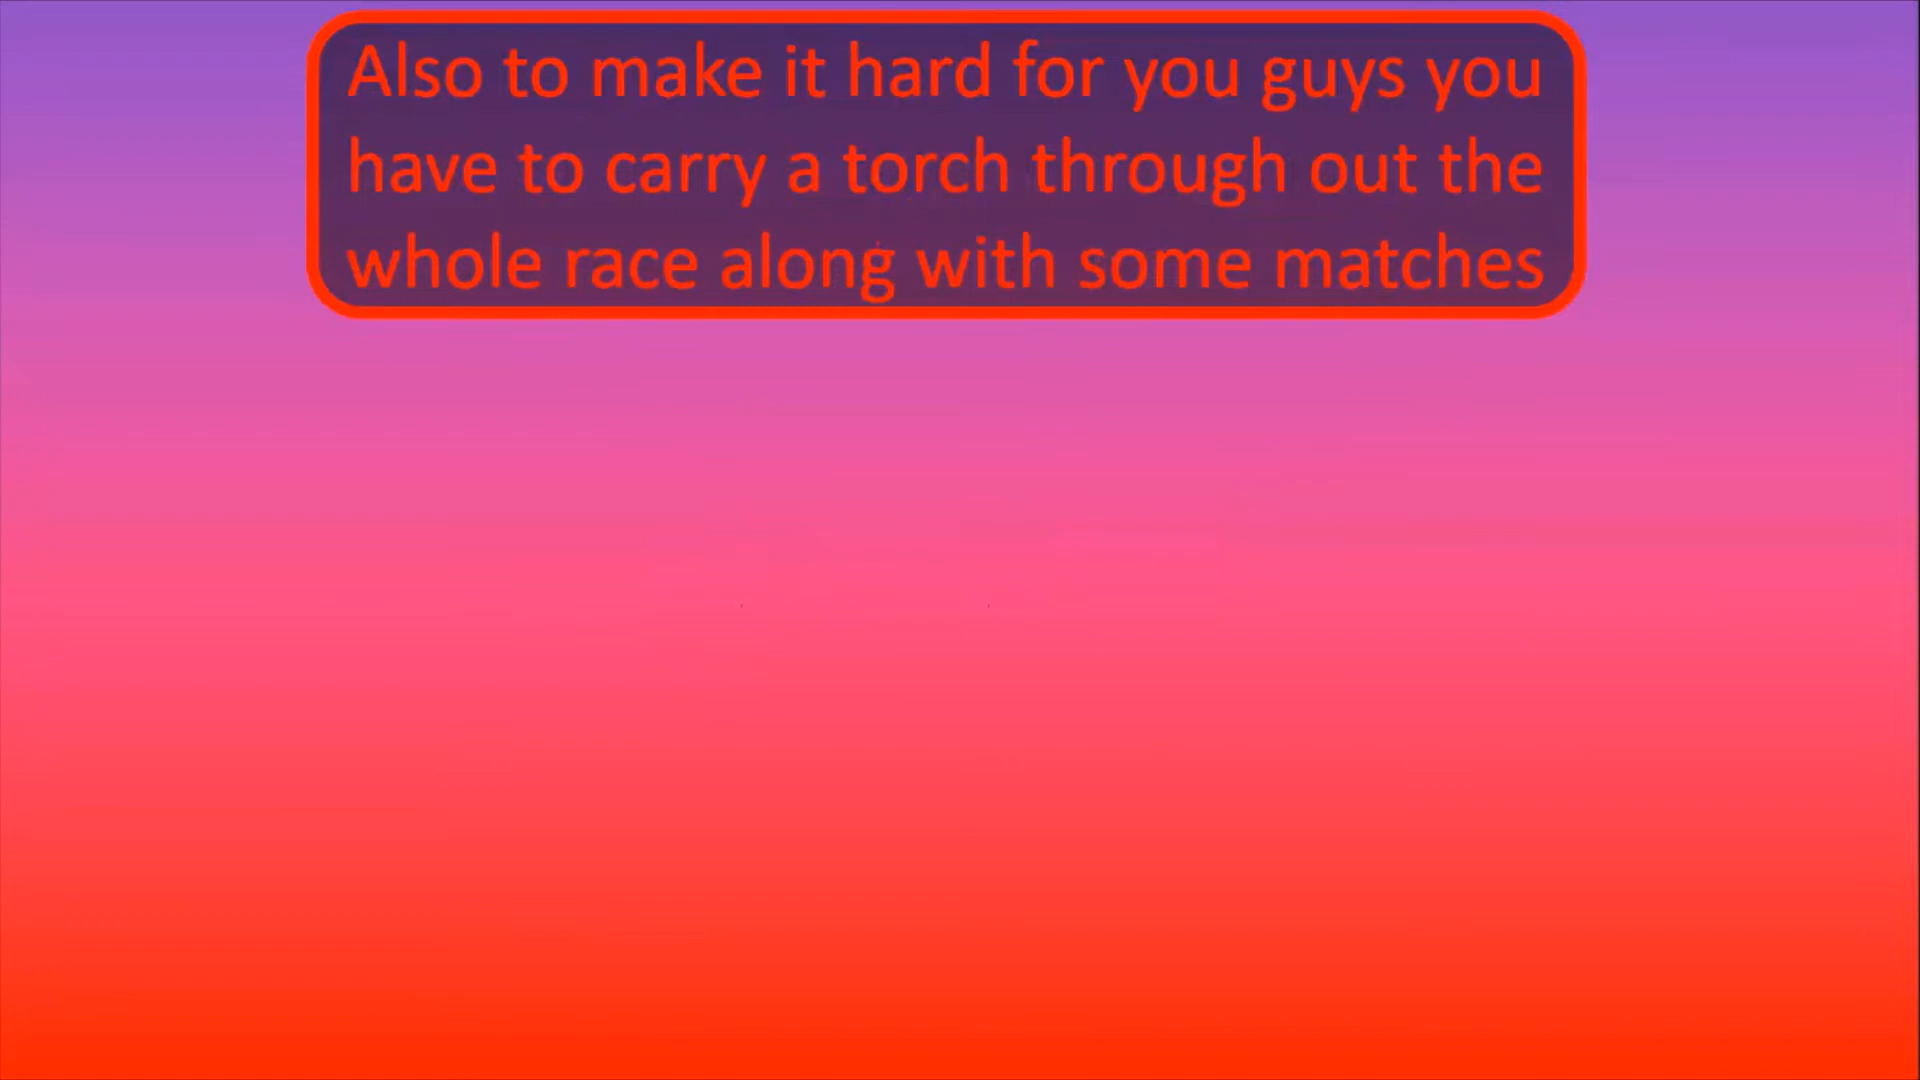 Also to make it hard for you guys you
have to carry a torch through out the
whole race along with some matches